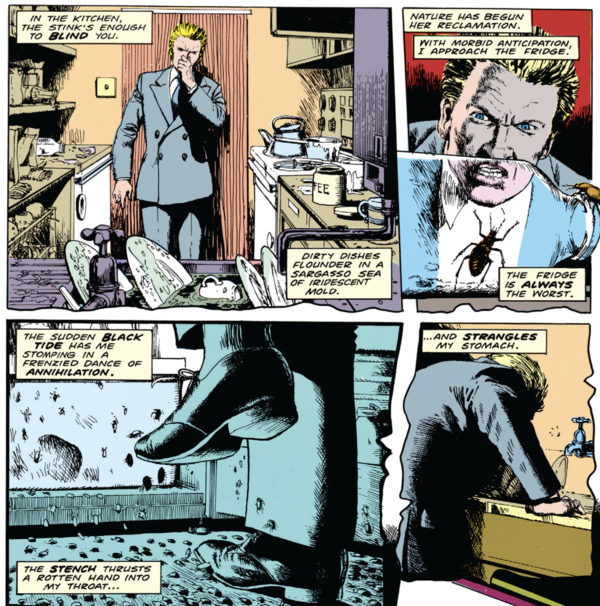 IN THE KITCHEN,
THE STINK'S ENOUGH
TO BLIND YOU.
FEE
DIRTY DISHES
FLOUNDER IN A
SARGASSO SEA
OF IRIDESCENT
MOLD.
NATURE HAS BEGUN
HER RECLAMATION.
WITH MORBID ANTICIPATION,
I APPROACH THE FRIDGE.
THE FRIDGE
IS ALWAYS
THE WORST.
THE SUDDEN BLACK
TIDE HAS ME
STOMPING IN A
FRENZIED DANCE OF
ANNIHILATION.
THE STENCH THRUSTS
A ROTTEN HAND INTO
MY THROAT...
...AND STRANGLES
MY STOMACH.